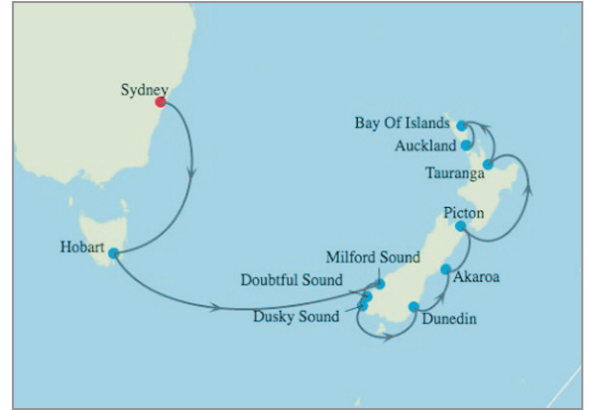 Sydney
Bay Of Islands
Auckland
Tauranga
Picton
Hobart
Milford Sound
Doubtful Sound
Akaroa
Dusky Sound
Dunedin